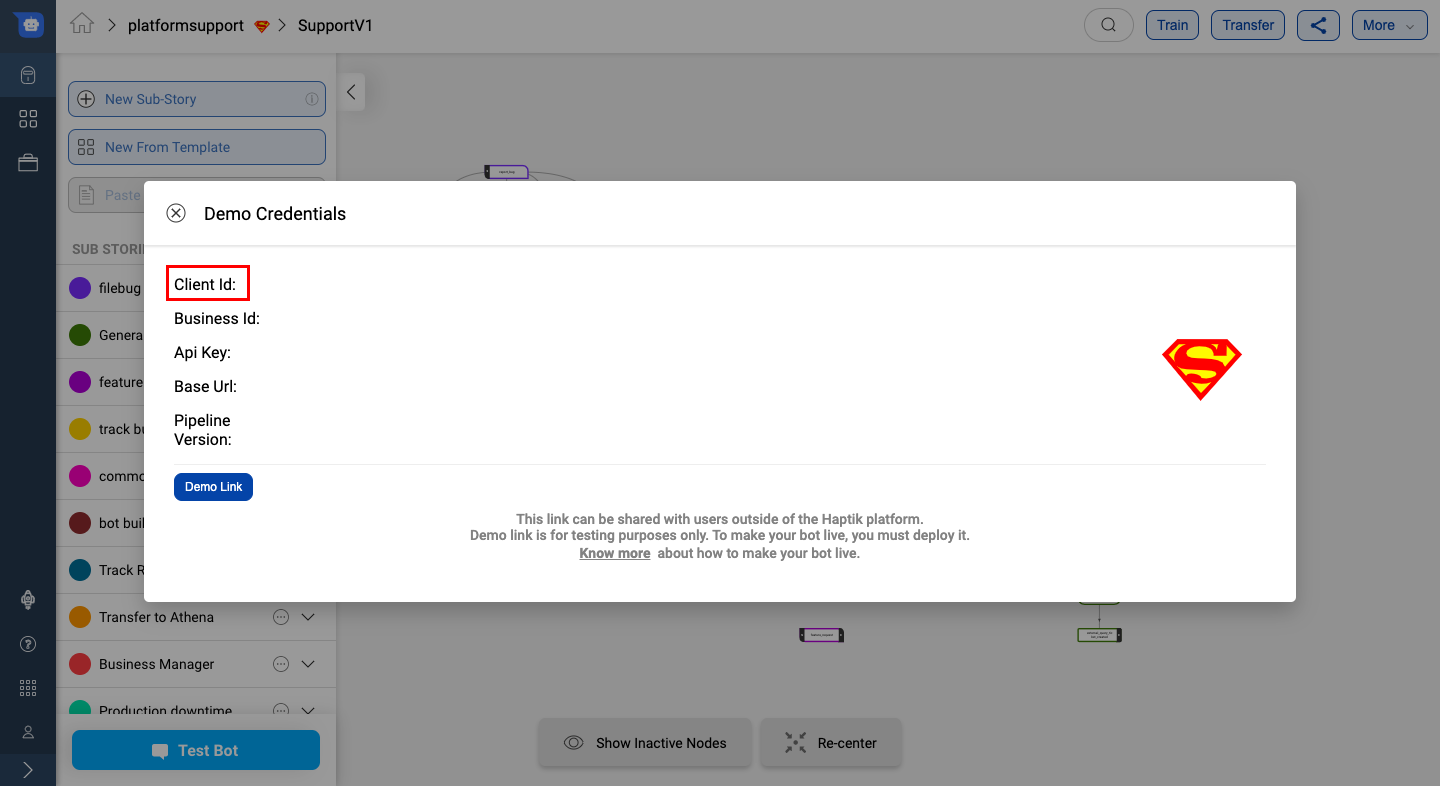 platformsupport
SupportV1
Train
Transfer
More
New Sub-Story
New From Template
Paste
SUB STORI
Demo Credentials
Client Id:
Business Id:
Api Key:
Base Url:
Pipeline
Version:
Demo Link
This link can be shared with users outside of the Haptik platform.
Demo link is for testing purposes only. To make your bot live, you must deploy it.
Know more about how to make your bot live.
filebug
Genera
feature
track bu
commo
bot buil
Track R
Transfer to Athena
Business Manager
Production downtime
Test Bot
Show Inactive Nodes
Re-center